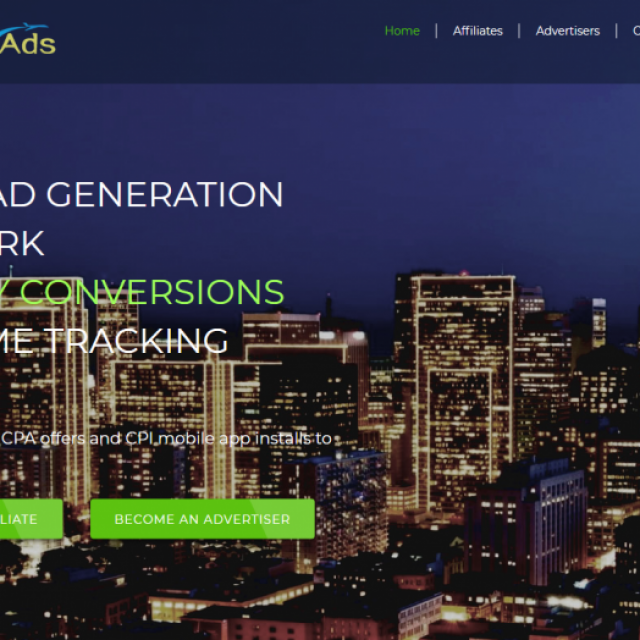 Ads
Home | Affiliates | Advertisers |
AD GENERATION
RK
CONVERSIONS
ME TRACKING
CPA offers and CPI mobile app installs to
LIATE
BECOME AN ADVERTISER